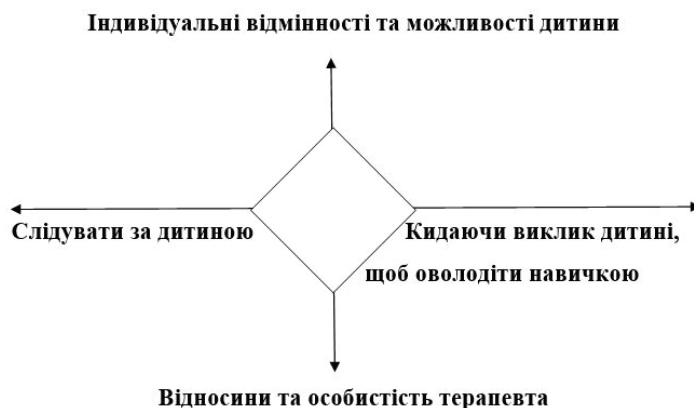 Індивідуальні відмінності та можливості дитини
Слідувати за дитиною
Кидаючи виклик дитині,
щоб оволодіти навичкою
Відносини та особистість терапевта